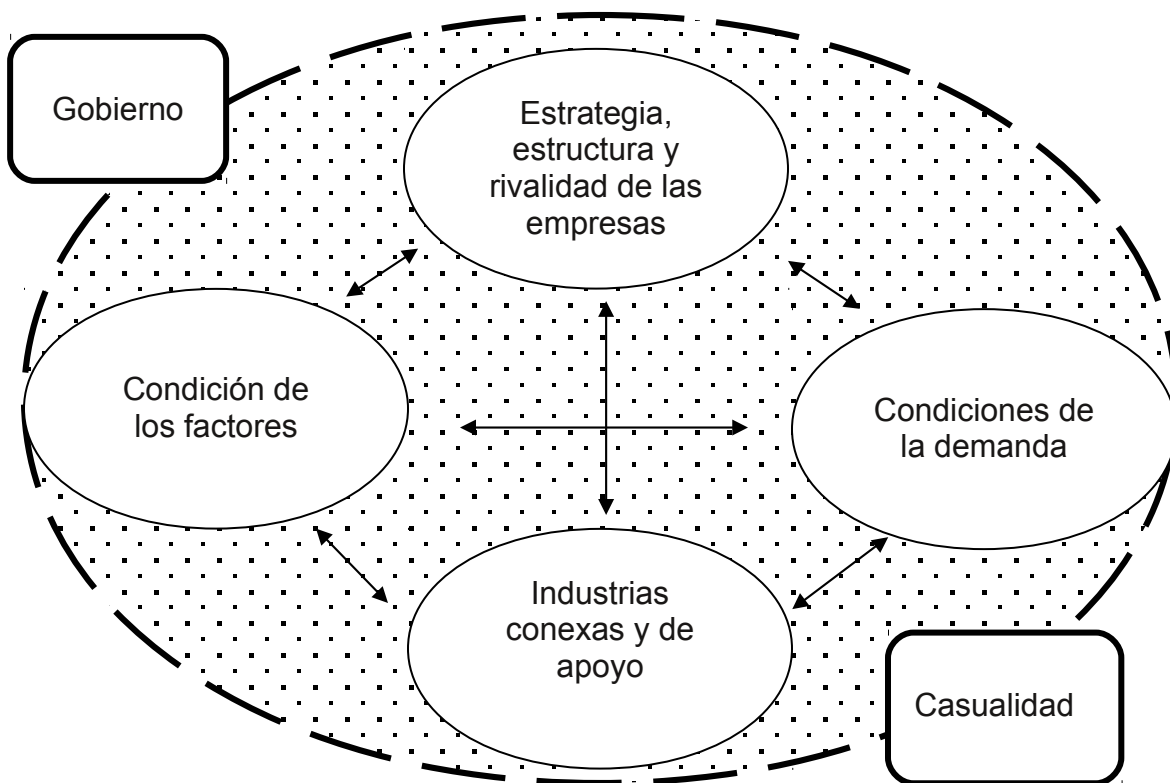 Gobierno
Estrategia,
estructura y
rivalidad de las
empresas
Condición de
los factores
Condiciones de
la demanda
Industrias
conexas y de
apoyo
Casualidad